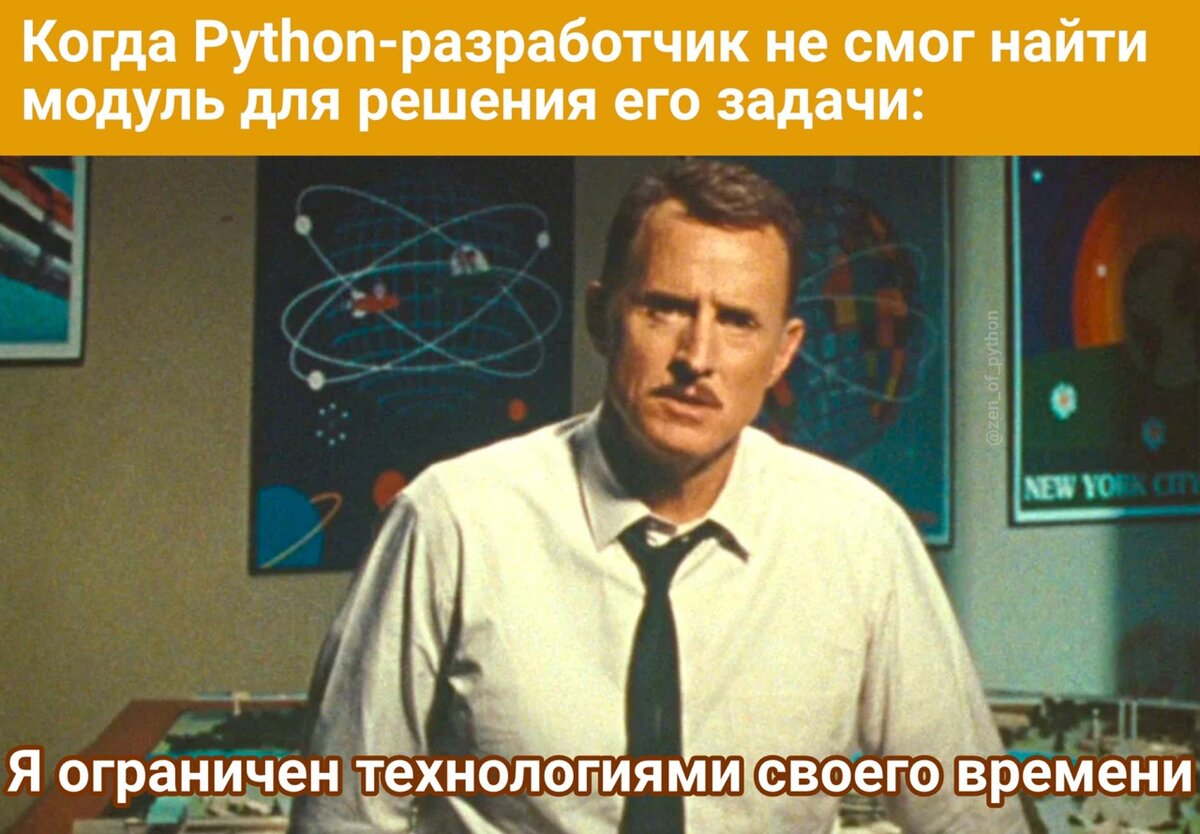 Когда Python-разработчик не смог найти
модуль для решения его задачи:
@zen_of_python
NEW YORK CITY
Я ограничен технологиями своего времени